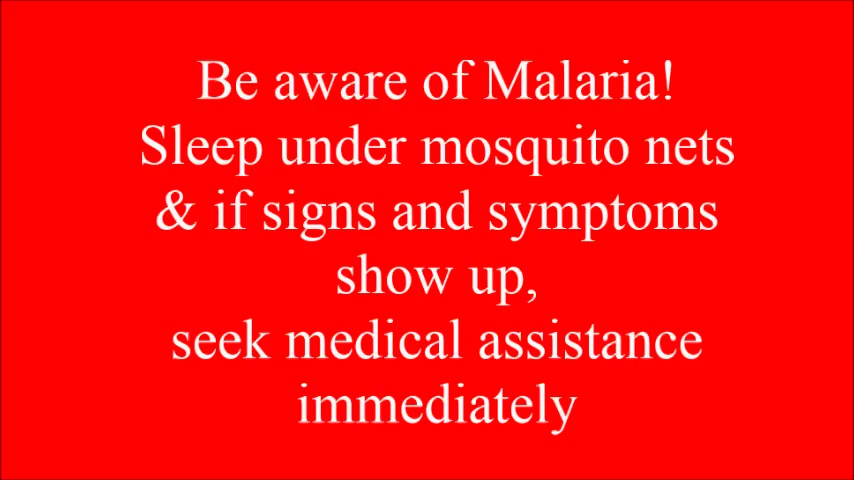 Be aware of Malaria!
Sleep under mosquito nets
& if signs and symptoms
show up,
seek medical assistance
immediately